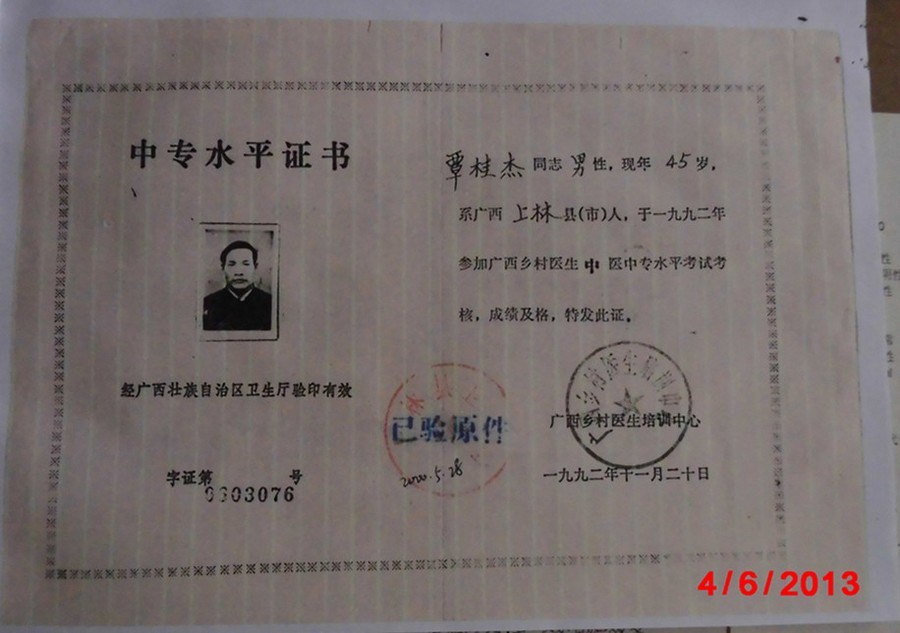 中专水平证书
经广西壮族自治区卫生厅验印有效
字证第 号
0303076
覃桂杰同志男性，现年45岁，
系广西上林县(市)人，于一九九二年
参加广西乡村医生中医中专水平考试考
核，成绩及格，特发此证。
已验原件
2000.5.28
广西乡村医生培训中心
一九九二年十一月二十日
4/6/2013